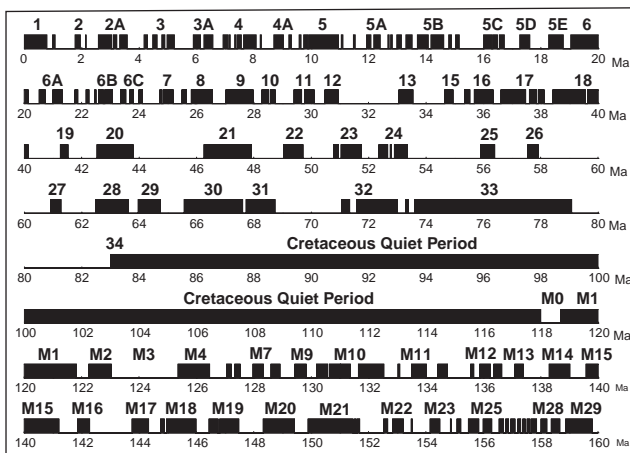 1 2 2A 3 3A 4 4A 5 5A 5B 5C 5D 5E 6
0 2 4 6 8 10 12 14 16 18 20 Ma
6A 6B 6C 7 8 9 10 11 12 13 15 16 17 18
20 22 24 26 28 30 32 34 36 38 40 Ma
19 20 21 22 23 24 25 26
40 42 44 46 48 50 52 54 56 58 60 Ma
27 28 29 30 31 32 33
60 62 64 66 68 70 72 74 76 78 80 Ma
34 Cretaceous Quiet Period
80 82 84 86 88 90 92 94 96 98 100 Ma
Cretaceous Quiet Period M0 M1
100 102 104 106 108 110 112 114 116 118 120 Ma
M1 M2 M3 M4 M7 M9 M10 M11 M12 M13 M14 M15
120 122 124 126 128 130 132 134 136 138 140 Ma
M15 M16 M17 M18 M19 M20 M21 M22 M23 M25 M26 M28 M29
140 142 144 146 148 150 152 154 156 158 160 Ma